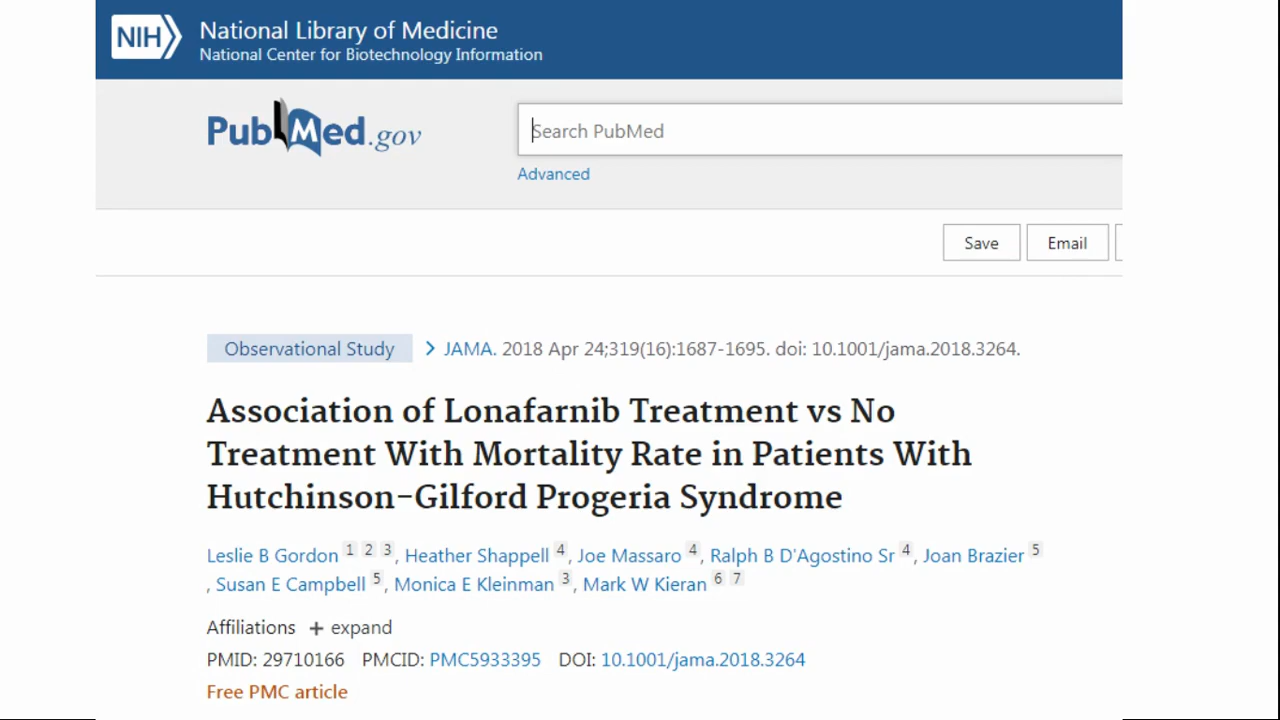 NIH National Library of Medicine
National Center for Biotechnology Information
PubMed.gov
Search PubMed
Advanced
Save Email
Observational Study > JAMA. 2018 Apr 24;319(16):1687-1695. doi: 10.1001/jama.2018.3264.
Association of Lonafarnib Treatment vs No
Treatment With Mortality Rate in Patients With
Hutchinson-Gilford Progeria Syndrome
Leslie B Gordon 1 2 3, Heather Shappell 4, Joe Massaro 4, Ralph B D'Agostino Sr 4, Joan Brazier 5
, Susan E Campbell 5, Monica E Kleinman 3, Mark W Kieran 6 7
Affiliations + expand
PMID: 29710166 PMCID: PMC5933395 DOI: 10.1001/jama.2018.3264
Free PMC article